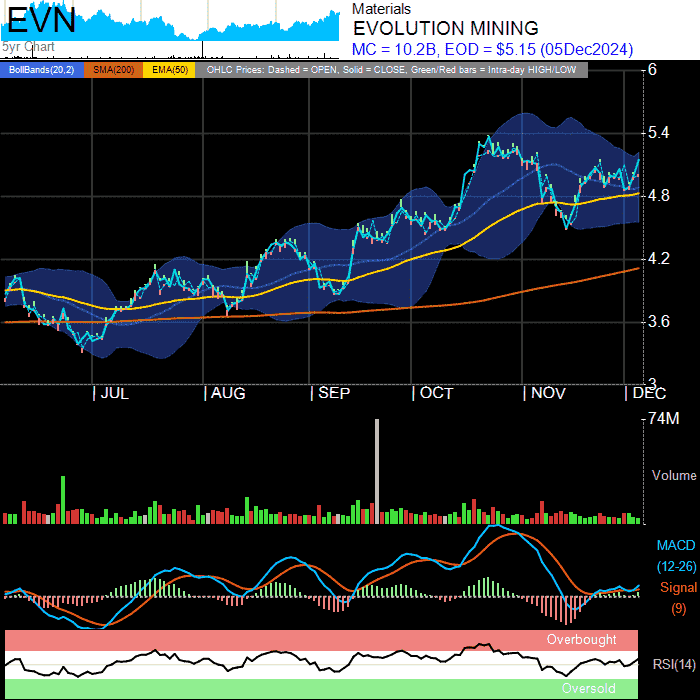 EVN
5yr Chart
Materials
EVOLUTION MINING
MC = 10.2B, EOD = $5.15 (05Dec2024)
BollBands(20,2) SMA(200) EMA(50) OHLC Prices: Dashed = OPEN, Solid = CLOSE, Green/Red bars = Intra-day HIGH/LOW
6
5.4
4.8
4.2
3.6
3
JUL AUG SEP OCT NOV DEC
74M
Volume
MACD
(12-26)
Signal
(9)
Overbought
RSI(14)
Oversold